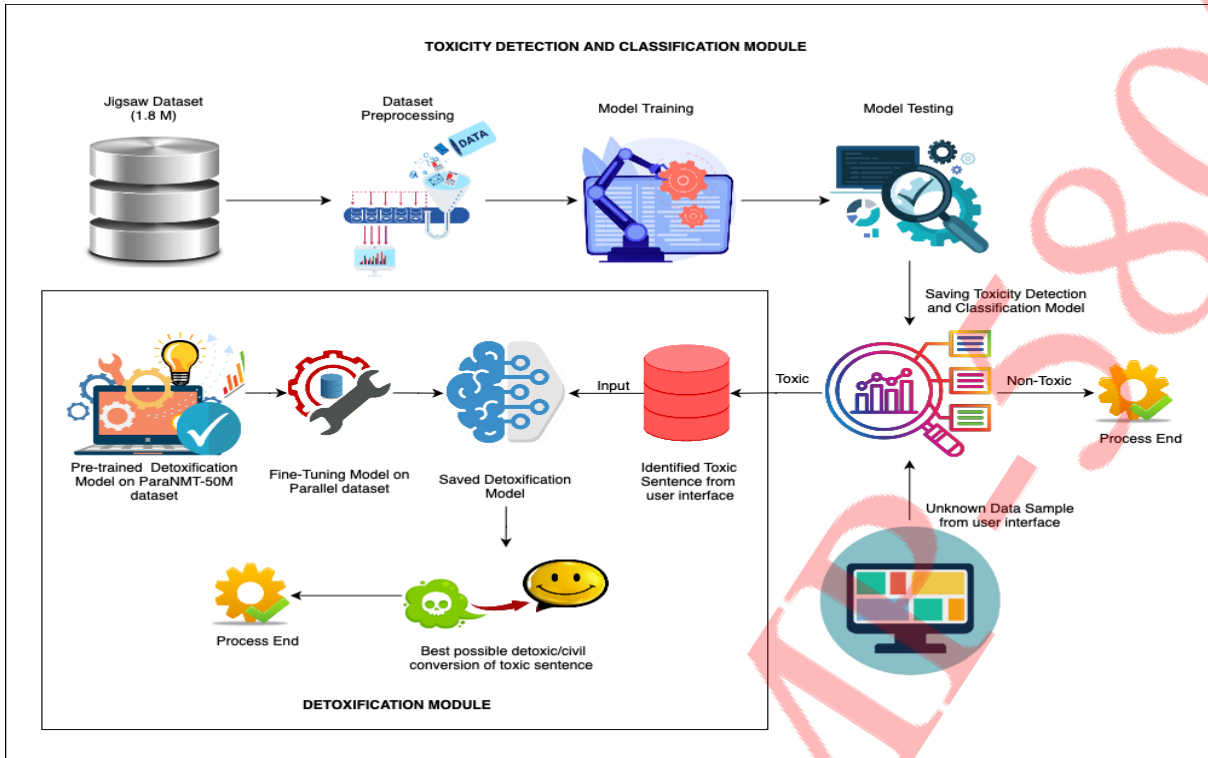 TOXICITY DETECTION AND CLASSIFICATION MODULE
Jigsaw Dataset
(1.8 M)
Dataset
Preprocessing
Model Training
Model Testing
DATA
Saving Toxicity Detection
and Classification Model
Input
Toxic
Non-Toxic
Process End
Pre-trained Detoxification
Model on ParaNMT-50M
dataset
Fine-Tuning Model on
Parallel dataset
Saved Detoxification
Model
Identified Toxic
Sentence from
user interface
Unknown Data Sample
from user interface
Process End
Best possible detoxic/civil
conversion of toxic sentence
DETOXIFICATION MODULE